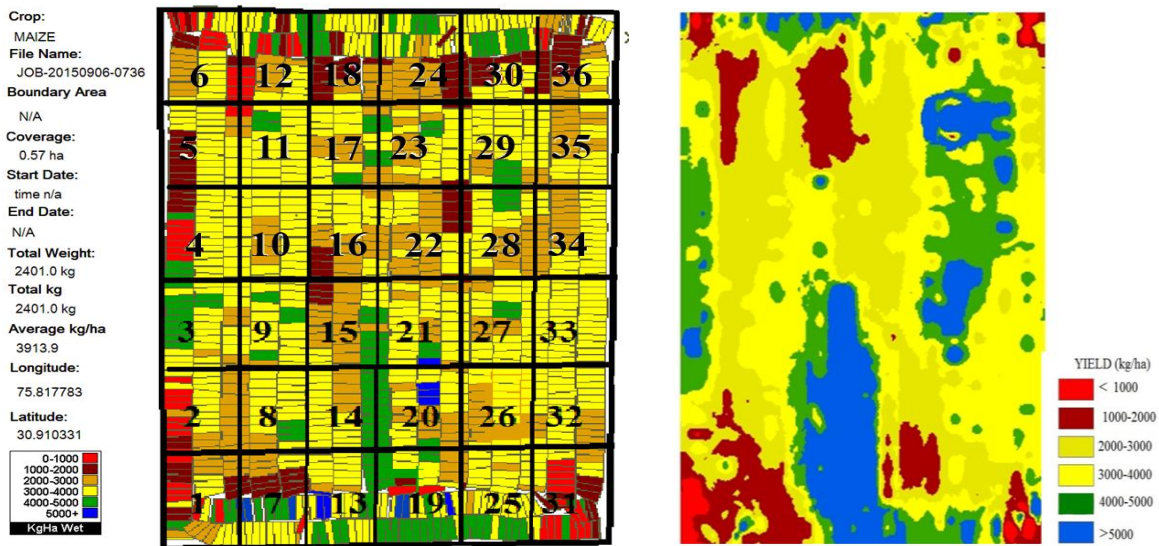 Crop:
MAIZE
File Name:
JOB-20150906-0736
Boundary Area
N/A
Coverage:
0.57 ha
Start Date:
time n/a
End Date:
N/A
Total Weight:
2401.0 kg
Total kg
2401.0 kg
Average kg/ha
3913.9
Longitude:
75.817783
Latitude:
30.910331
0-1000
1000-2000
2000-3000
3000-4000
4000-5000
5000+
KgHa Wet
6 12 18 24 30 36
5 11 17 23 29 35
4 10 16 22 28 34
3 9 15 21 27 33
2 8 14 20 26 32
1 7 13 19 25 31
YIELD (kg/ha)
< 1000
1000-2000
2000-3000
3000-4000
4000-5000
>5000